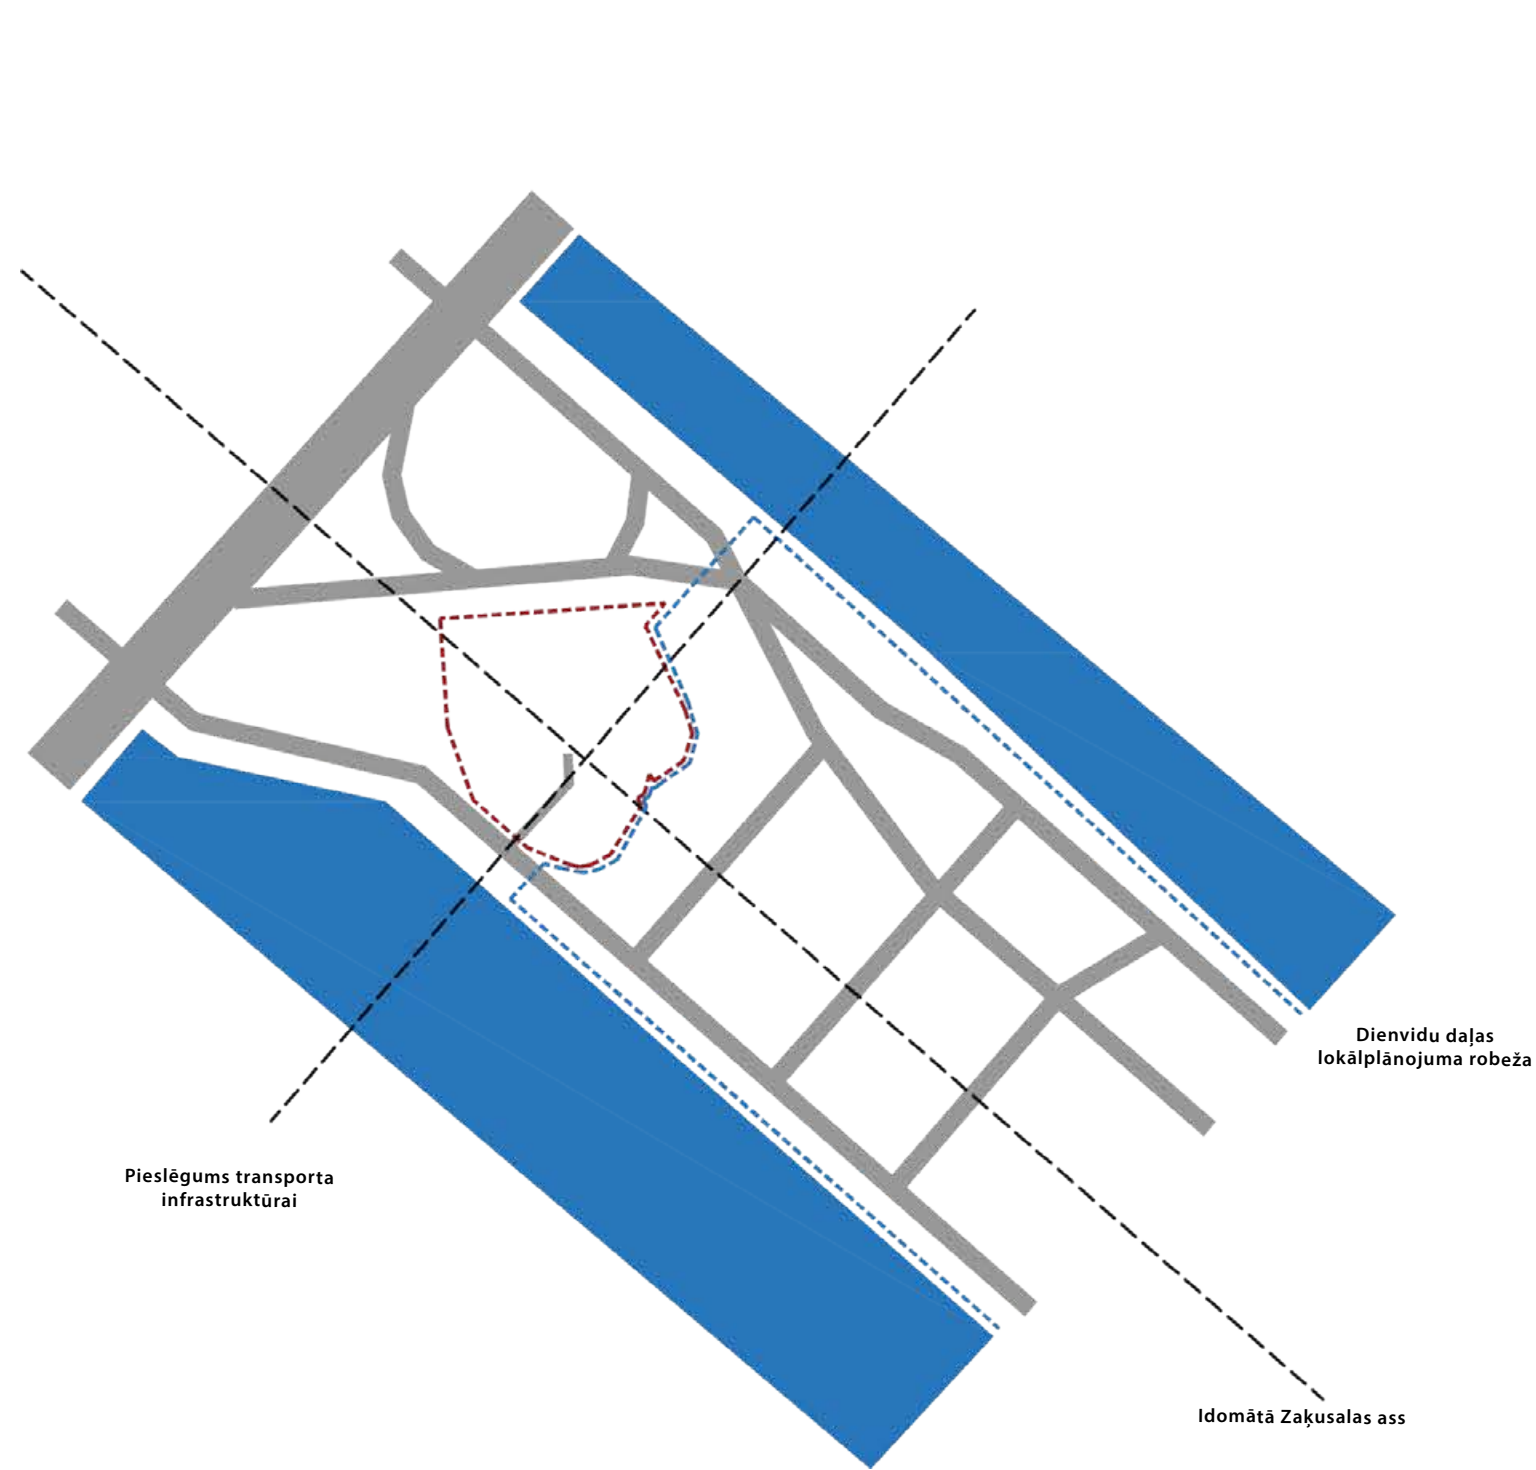 Dienvidu daļas
lokālplānojuma robeža
Pieslēgums transporta
infrastruktūrai
Idomātā Zaķusalas ass